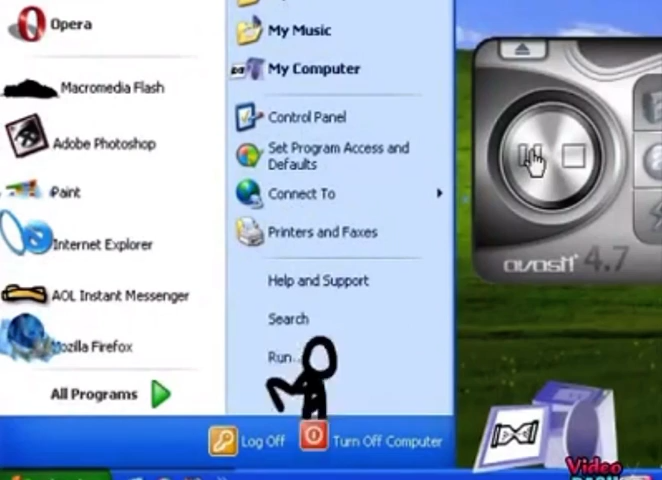 Opera
Macromedia Flash
Adobe Photoshop
Paint
Internet Explorer
AOL Instant Messenger
Mozilla Firefox
All Programs
My Music
My Computer
Control Panel
Set Program Access and
Defaults
Connect To
Printers and Faxes
Help and Support
Search
Run...
Log Off
Turn Off Computer
avast! 4.7
Video